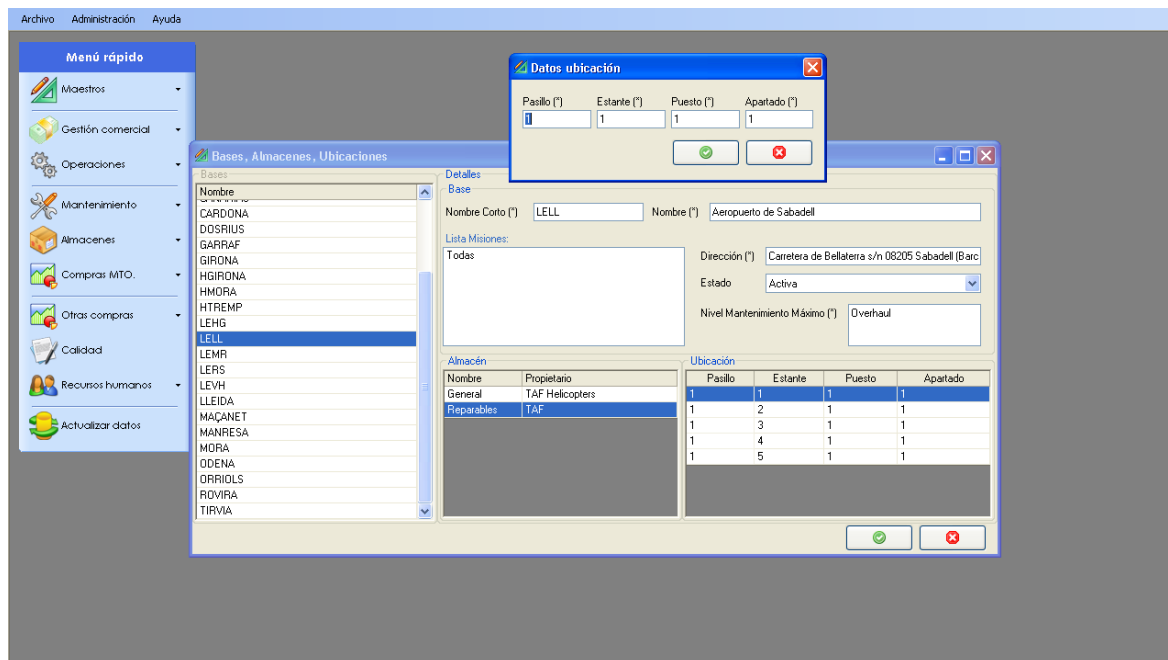 Archivo Administración Ayuda
Menú rápido
Maestros
Gestión comercial
Operaciones
Mantenimiento
Almacenes
Compras MTO.
Otras compras
Calidad
Recursos humanos
Actualizar datos
Datos ubicación
Pasillo (*) Estante (*) Puesto (*) Apartado (*)
1 1 1 1
Bases, Almacenes, Ubicaciones
Bases
Nombre
CARDONA
DOSRIUS
GARRAF
GIRONA
HGIRONA
HMORA
HTREMP
LEHG
LELL
LEMR
LERS
LEVH
LLEIDA
MAÇANET
MANRESA
MORA
ODENA
ORRIOLS
ROVIRA
TIRVIA
Detalles
Base
Nombre Corto (*) LELL Nombre (*) Aeropuerto de Sabadell
Lista Misiones:
Todas
Dirección (*) Carretera de Bellaterra s/n 08205 Sabadell (Barc
Estado Activa
Nivel Mantenimiento Máximo (*) Overhaul
Almacén
Nombre Propietario
General TAF Helicopters
Reparables TAF
Ubicación
Pasillo Estante Puesto Apartado
1 1 1 1
1 2 1 1
1 3 1 1
1 4 1 1
1 5 1 1